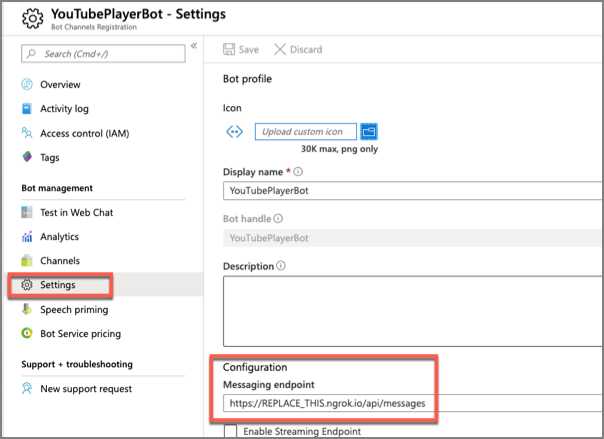 YouTubePlayerBot - Settings
Bot Channels Registration
Search (Cmd+/)
«
Overview
Activity log
Access control (IAM)
Tags
Bot management
Test in Web Chat
Analytics
Channels
Settings
Speech priming
Bot Service pricing
Support + troubleshooting
New support request
Save Discard
Bot profile
Icon
Upload custom icon
30K max, png only
Display name *
YouTubePlayerBot
Bot handle
YouTubePlayerBot
Description
Configuration
Messaging endpoint
https://REPLACE_THIS.ngrok.io/api/messages
Enable Streaming Endpoint